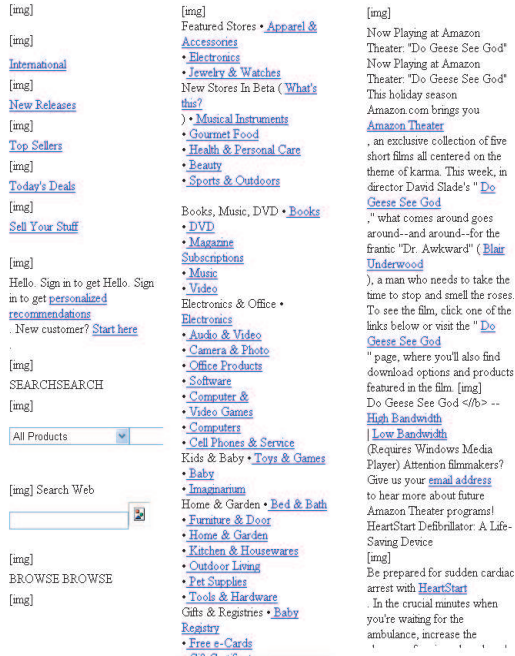 [img]
[img]
International
[img]
New Releases
[img]
Top Sellers
[img]
Today's Deals
[img]
Sell Your Stuff
[img]
Hello. Sign in to get Hello. Sign
in to get personalized
recommendations
. New customer? Start here
.
[img]
SEARCHSEARCH
[img]
All Products
[img] Search Web
[img]
BROWSE BROWSE
[img]
[img]
Featured Stores • Apparel &
Accessories
• Electronics
• Jewelry & Watches
New Stores In Beta ( What's
this?
) • Musical Instruments
• Gourmet Food
• Health & Personal Care
• Beauty
• Sports & Outdoors
Books, Music, DVD • Books
• DVD
• Magazine
Subscriptions
• Music
• Video
Electronics & Office •
Electronics
• Audio & Video
• Camera & Photo
• Office Products
• Software
• Computer &
• Video Games
• Computers
• Cell Phones & Service
Kids & Baby • Toys & Games
• Baby
• Imaginarium
Home & Garden • Bed & Bath
• Furniture & Door
• Home & Garden
• Kitchen & Housewares
• Outdoor Living
• Pet Supplies
• Tools & Hardware
Gifts & Registries • Baby
Registry
• Free e-Cards
[img]
Now Playing at Amazon
Theater: "Do Geese See God"
Now Playing at Amazon
Theater: "Do Geese See God"
This holiday season
Amazon.com brings you
Amazon Theater
, an exclusive collection of five
short films all centered on the
theme of karma. This week, in
director David Slade's " Do
Geese See God
," what comes around goes
around--and around--for the
frantic "Dr. Awkward" ( Blair
Underwood
), a man who needs to take the
time to stop and smell the roses.
To see the film, click one of the
links below or visit the " Do
Geese See God
" page, where you'll also find
download options and products
featured in the film. [img]
Do Geese See God <//b> --
High Bandwidth
| Low Bandwidth
(Requires Windows Media
Player) Attention filmmakers?
Give us your email address
to hear more about future
Amazon Theater programs!
HeartStart Defibrillator: A Life-
Saving Device
[img]
Be prepared for sudden cardiac
arrest with HeartStart
. In the crucial minutes when
you're waiting for the
ambulance, increase the